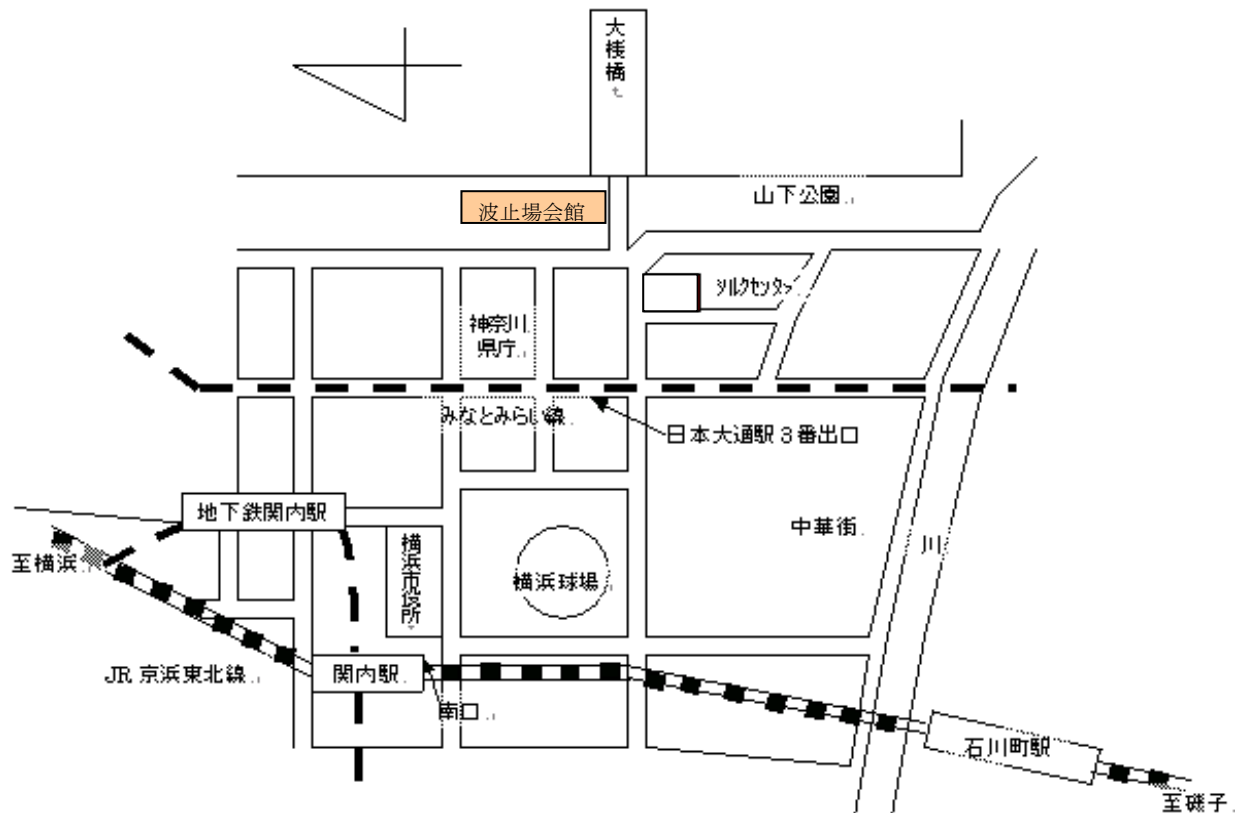 大桟橋
山下公園
波止場会館
シルクセンター
神奈川
県庁
みなとみらい線
日本大通駅3番出口
地下鉄関内駅
中華街
川
横浜市役所
横浜球場
至横浜
JR 京浜東北線
関内駅
南口
石川町駅
至磯子